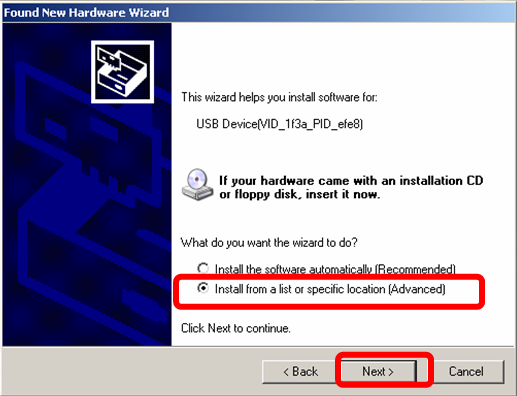 Found New Hardware Wizard
This wizard helps you install software for:
USB Device(VID_1f3a_PID_efe8)
If your hardware came with an installation CD
or floppy disk, insert it now.
What do you want the wizard to do?
Install the software automatically (Recommended)
Install from a list or specific location (Advanced)
Click Next to continue.
< Back Next > Cancel